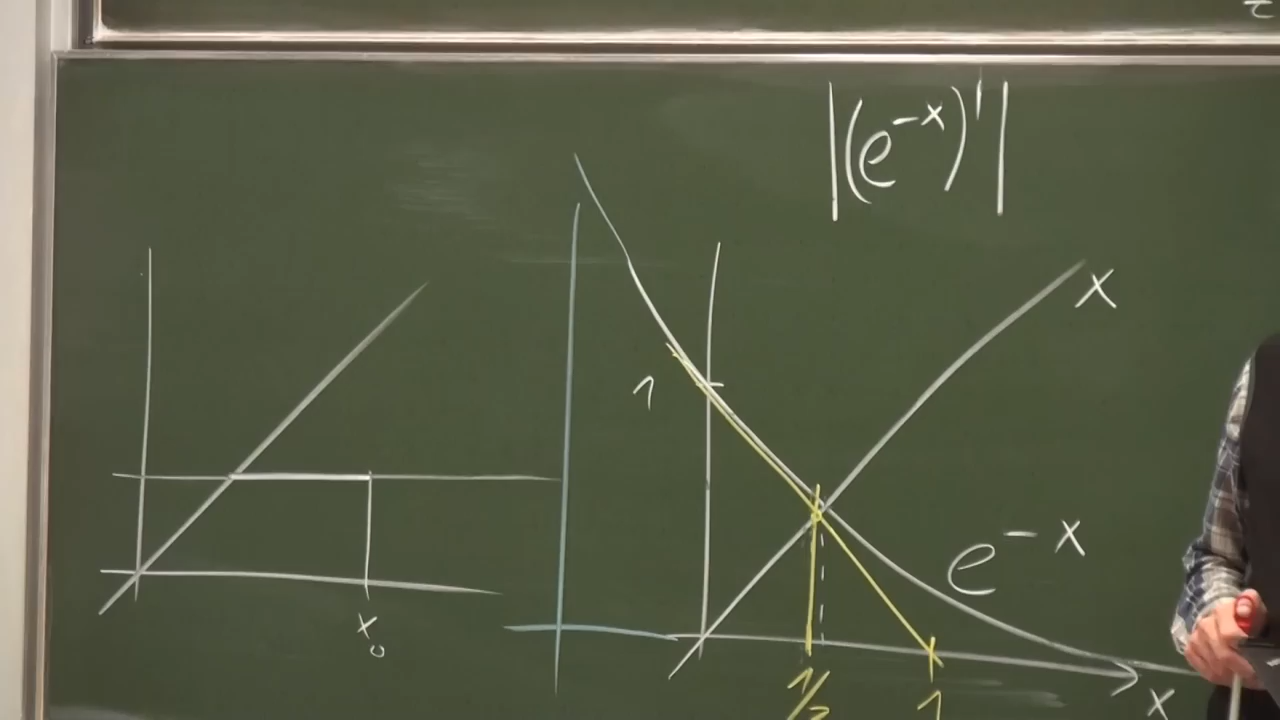 |(e^{-x})'|
x
1
e^{-x}
x_0
1/2
1
x